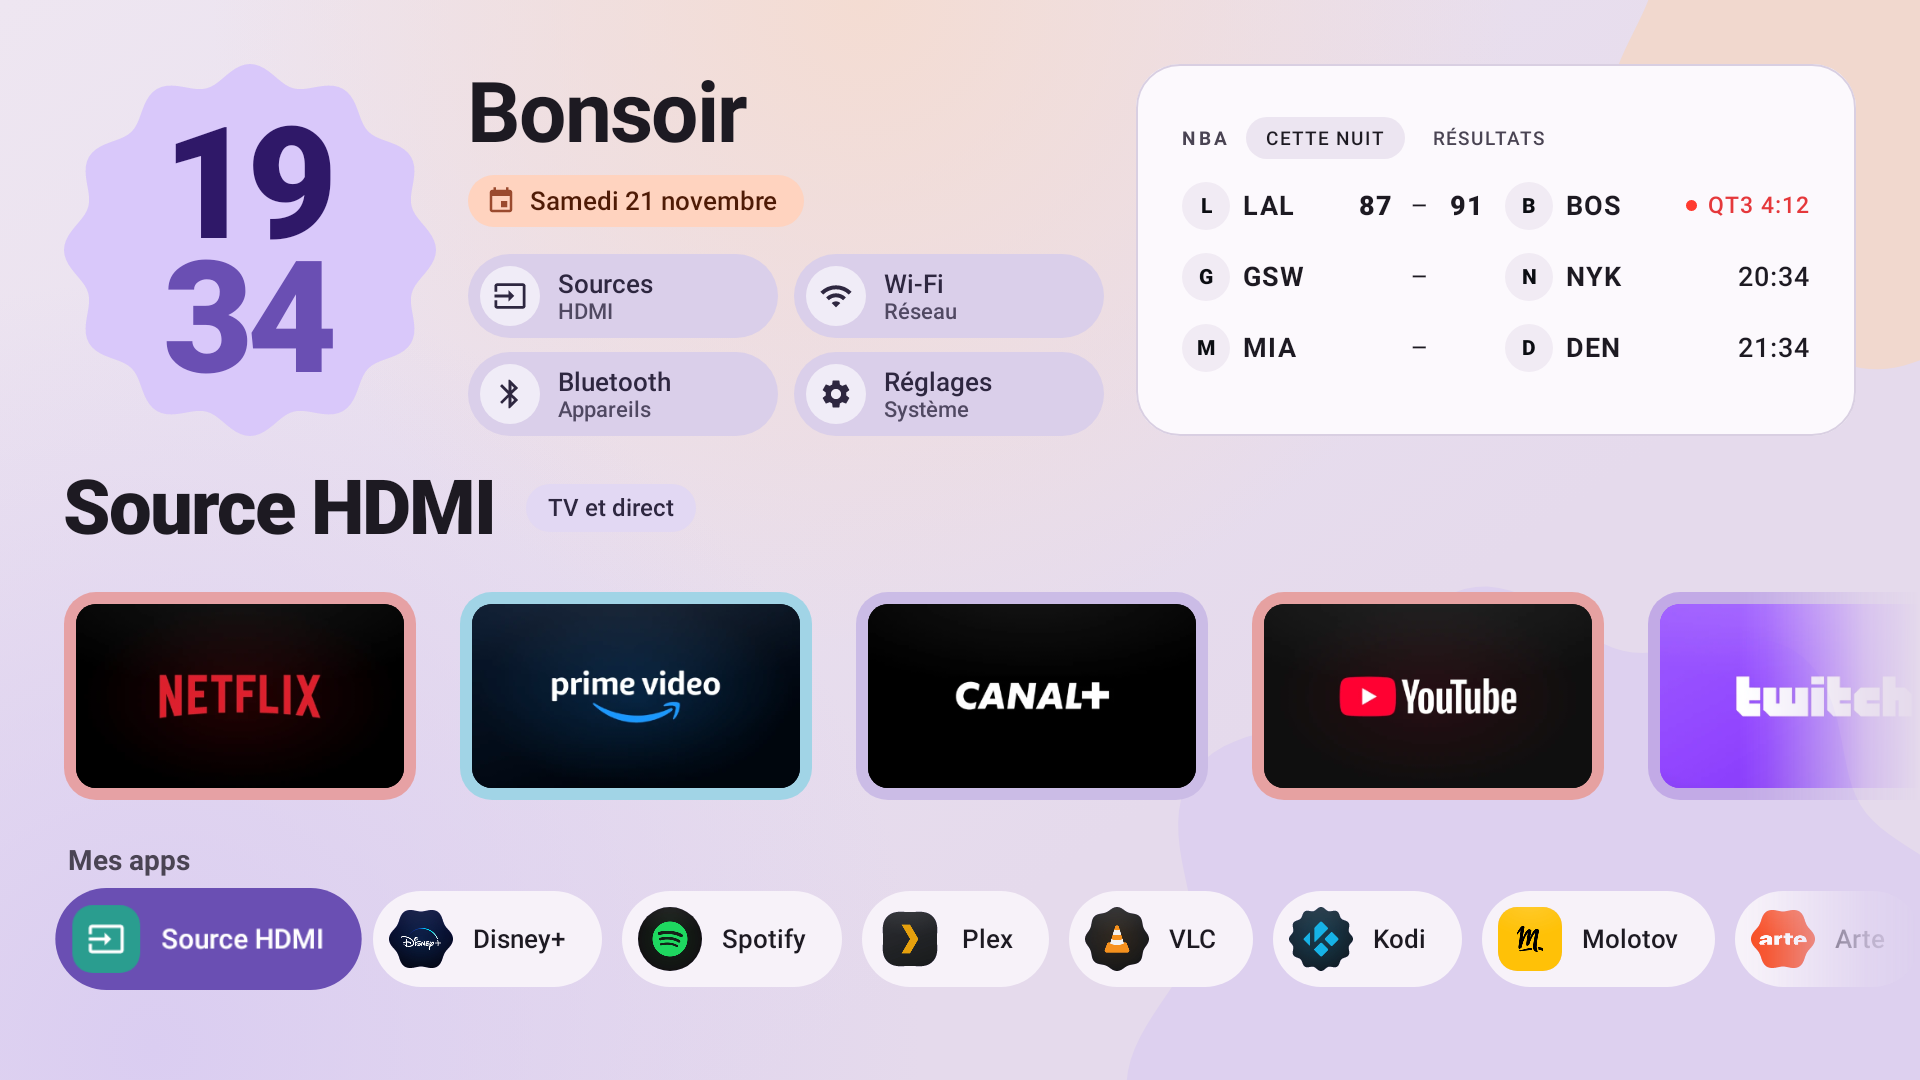 19
34
Bonsoir
Samedi 21 novembre
Sources
HDMI
Wi-Fi
Réseau
Bluetooth
Appareils
Réglages
Système
NBA CETTE NUIT RÉSULTATS
L LAL 87 – 91 B BOS QT3 4:12
G GSW – N NYK 20:34
M MIA – D DEN 21:34
Source HDMI TV et direct
NETFLIX
prime video
CANAL+
YouTube
twitch
Mes apps
Source HDMI
Disney+ Disney+
Spotify
Plex
VLC
Kodi
M Molotov
arte Arte